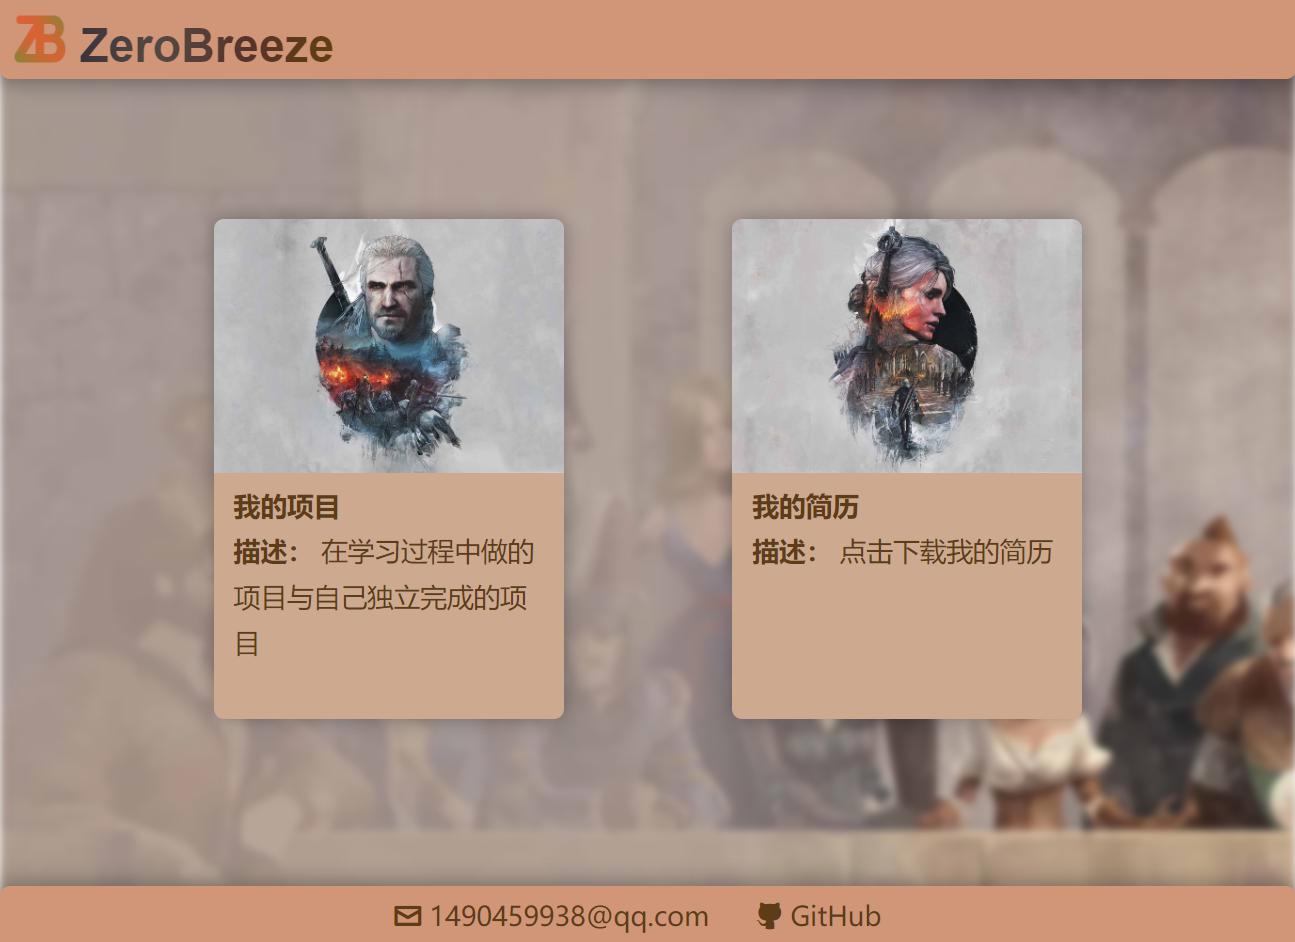 ZB ZeroBreeze
我的项目
描述： 在学习过程中做的
项目与自己独立完成的项
目
我的简历
描述： 点击下载我的简历
1490459938@qq.com GitHub